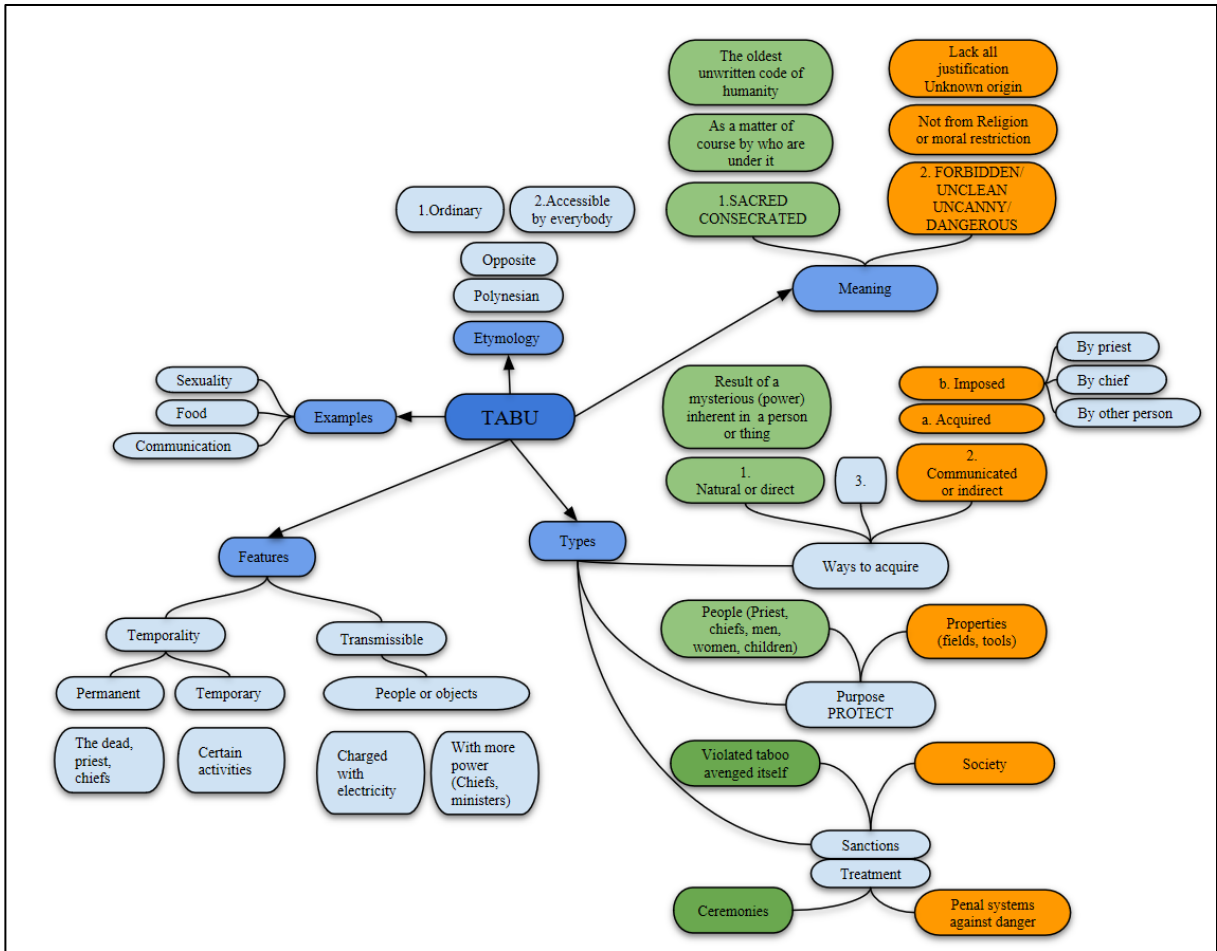 The oldest
unwritten code of
humanity
As a matter of
course by who are
under it
1.SACRED
CONSECRATED
Lack all
justification
Unknown origin
Not from Religion
or moral restriction
2. FORBIDDEN/
UNCLEAN
UNCANNY/
DANGEROUS
Meaning
1.Ordinary
2.Accessible
by everybody
Opposite
Polynesian
Etymology
TABU
Examples
Sexuality
Food
Communication
Result of a
mysterious (power)
inherent in a person
or thing
1.
Natural or direct
3.
b. Imposed
a. Acquired
2.
Communicated
or indirect
By priest
By chief
By other person
Ways to acquire
Types
Features
Temporality
Transmissible
Permanent
Temporary
People or objects
The dead,
priest,
chiefs
Certain
activities
Charged
with
electricity
With more
power
(Chiefs,
ministers)
People (Priest,
chiefs, men,
women, children)
Properties
(fields, tools)
Purpose
PROTECT
Violated taboo
avenged itself
Society
Sanctions
Treatment
Ceremonies
Penal systems
against danger